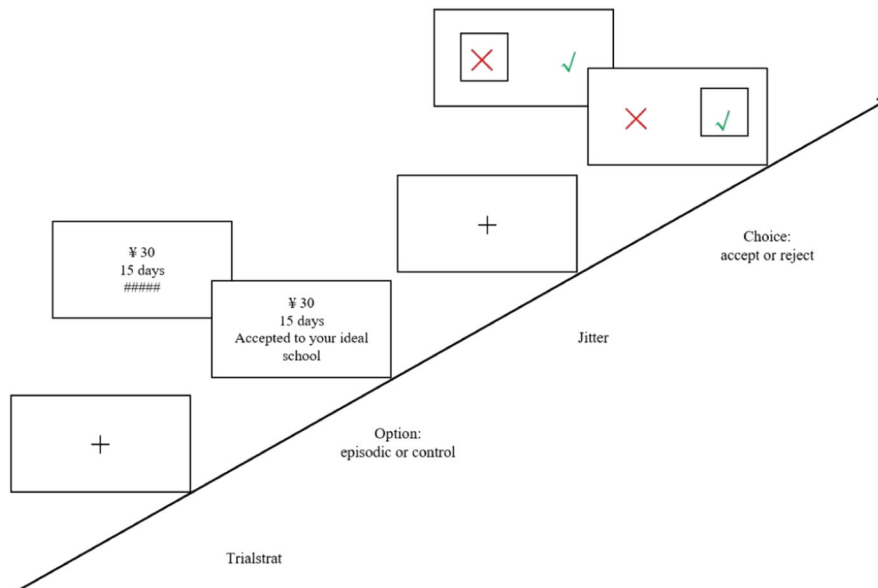 ¥ 30
15 days
#####
¥ 30
15 days
Accepted to your ideal
school
Choice:
accept or reject
Jitter
Option:
episodic or control
Trialstrat